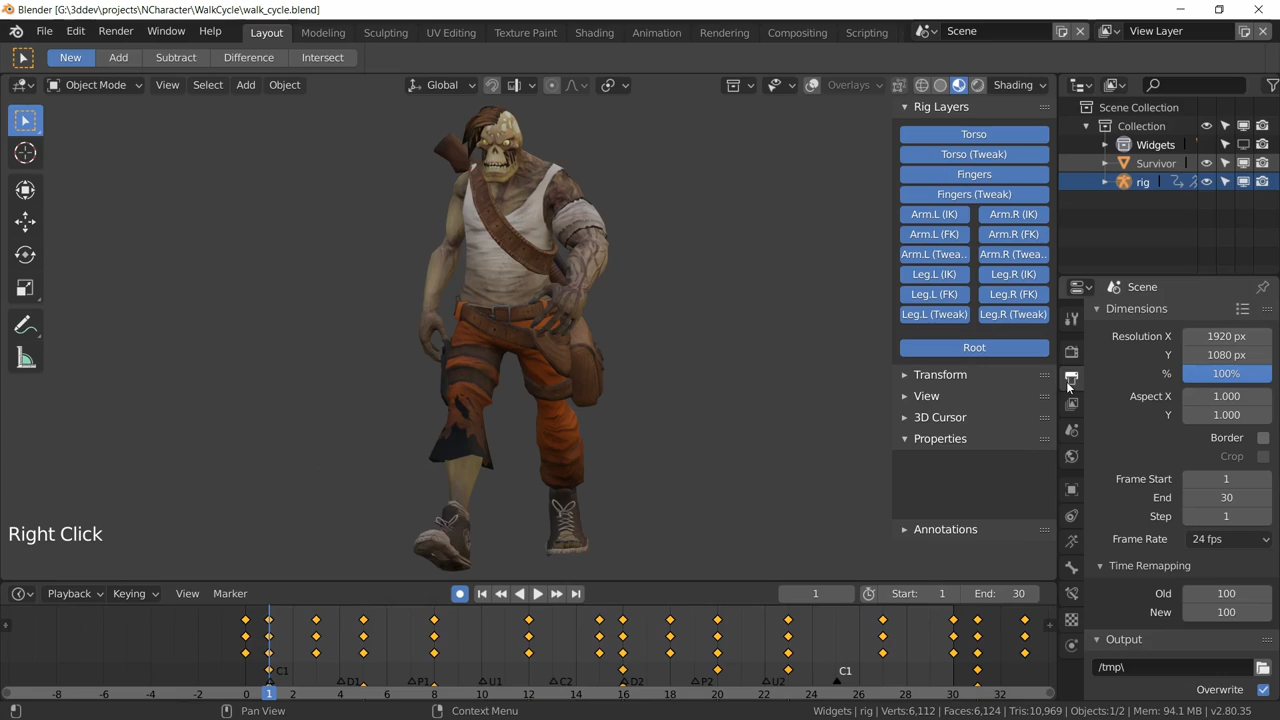 Blender [G:\3ddev\projects\NCharacter\WalkCycle\walk_cycle.blend]
File Edit Render Window Help Layout Modeling Sculpting UV Editing Texture Paint Shading Animation Rendering Compositing Scripting Scene View Layer
New Add Subtract Difference Intersect
Object Mode View Select Add Object Global Overlays Shading
Rig Layers
Torso
Torso (Tweak)
Fingers
Fingers (Tweak)
Arm.L (IK) Arm.R (IK)
Arm.L (FK) Arm.R (FK)
Arm.L (Twea.. Arm.R (Twea..
Leg.L (IK) Leg.R (IK)
Leg.L (FK) Leg.R (FK)
Leg.L (Tweak) Leg.R (Tweak)
Root
Transform
View
3D Cursor
Properties
Annotations
Scene Collection
Collection
Widgets
Survivor
rig
Scene
Dimensions
Resolution X 1920 px
Y 1080 px
% 100%
Aspect X 1.000
Y 1.000
Border
Crop
Frame Start 1
End 30
Step 1
Frame Rate 24 fps
Time Remapping
Old 100
New 100
Output
/tmp\
Overwrite
Right Click
Playback Keying View Marker 1 Start: 1 End: 30
C1 D1 P1 U1 C2 D2 P2 U2 C1
-8 -6 -4 -2 0 1 2 4 6 8 10 12 14 16 18 20 22 24 26 28 30 32
Pan View Context Menu Widgets | rig | Verts:6,112 | Faces:6,124 | Tris:10,969 | Objects:1/2 | Mem: 94.1 MB | v2.80.35